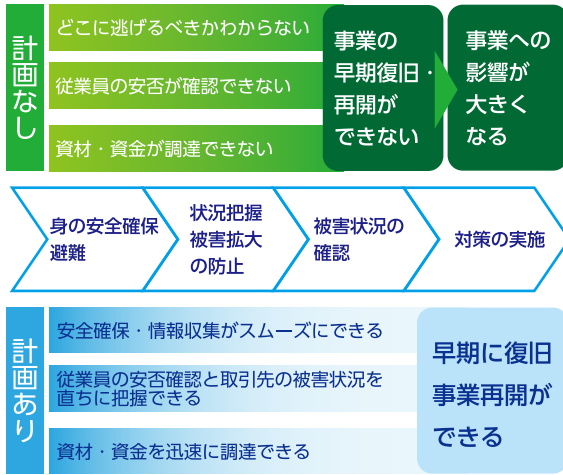 計画なし
どこに逃げるべきかわからない
従業員の安否が確認できない
資材・資金が調達できない
事業の
早期復旧・
再開が
できない
事業への
影響が
大きく
なる
身の安全確保
避難
状況把握
被害拡大
の防止
被害状況の
確認
対策の実施
計画あり
安全確保・情報収集がスムーズにできる
従業員の安否確認と取引先の被害状況を
直ちに把握できる
資材・資金を迅速に調達できる
早期に復旧
事業再開が
できる